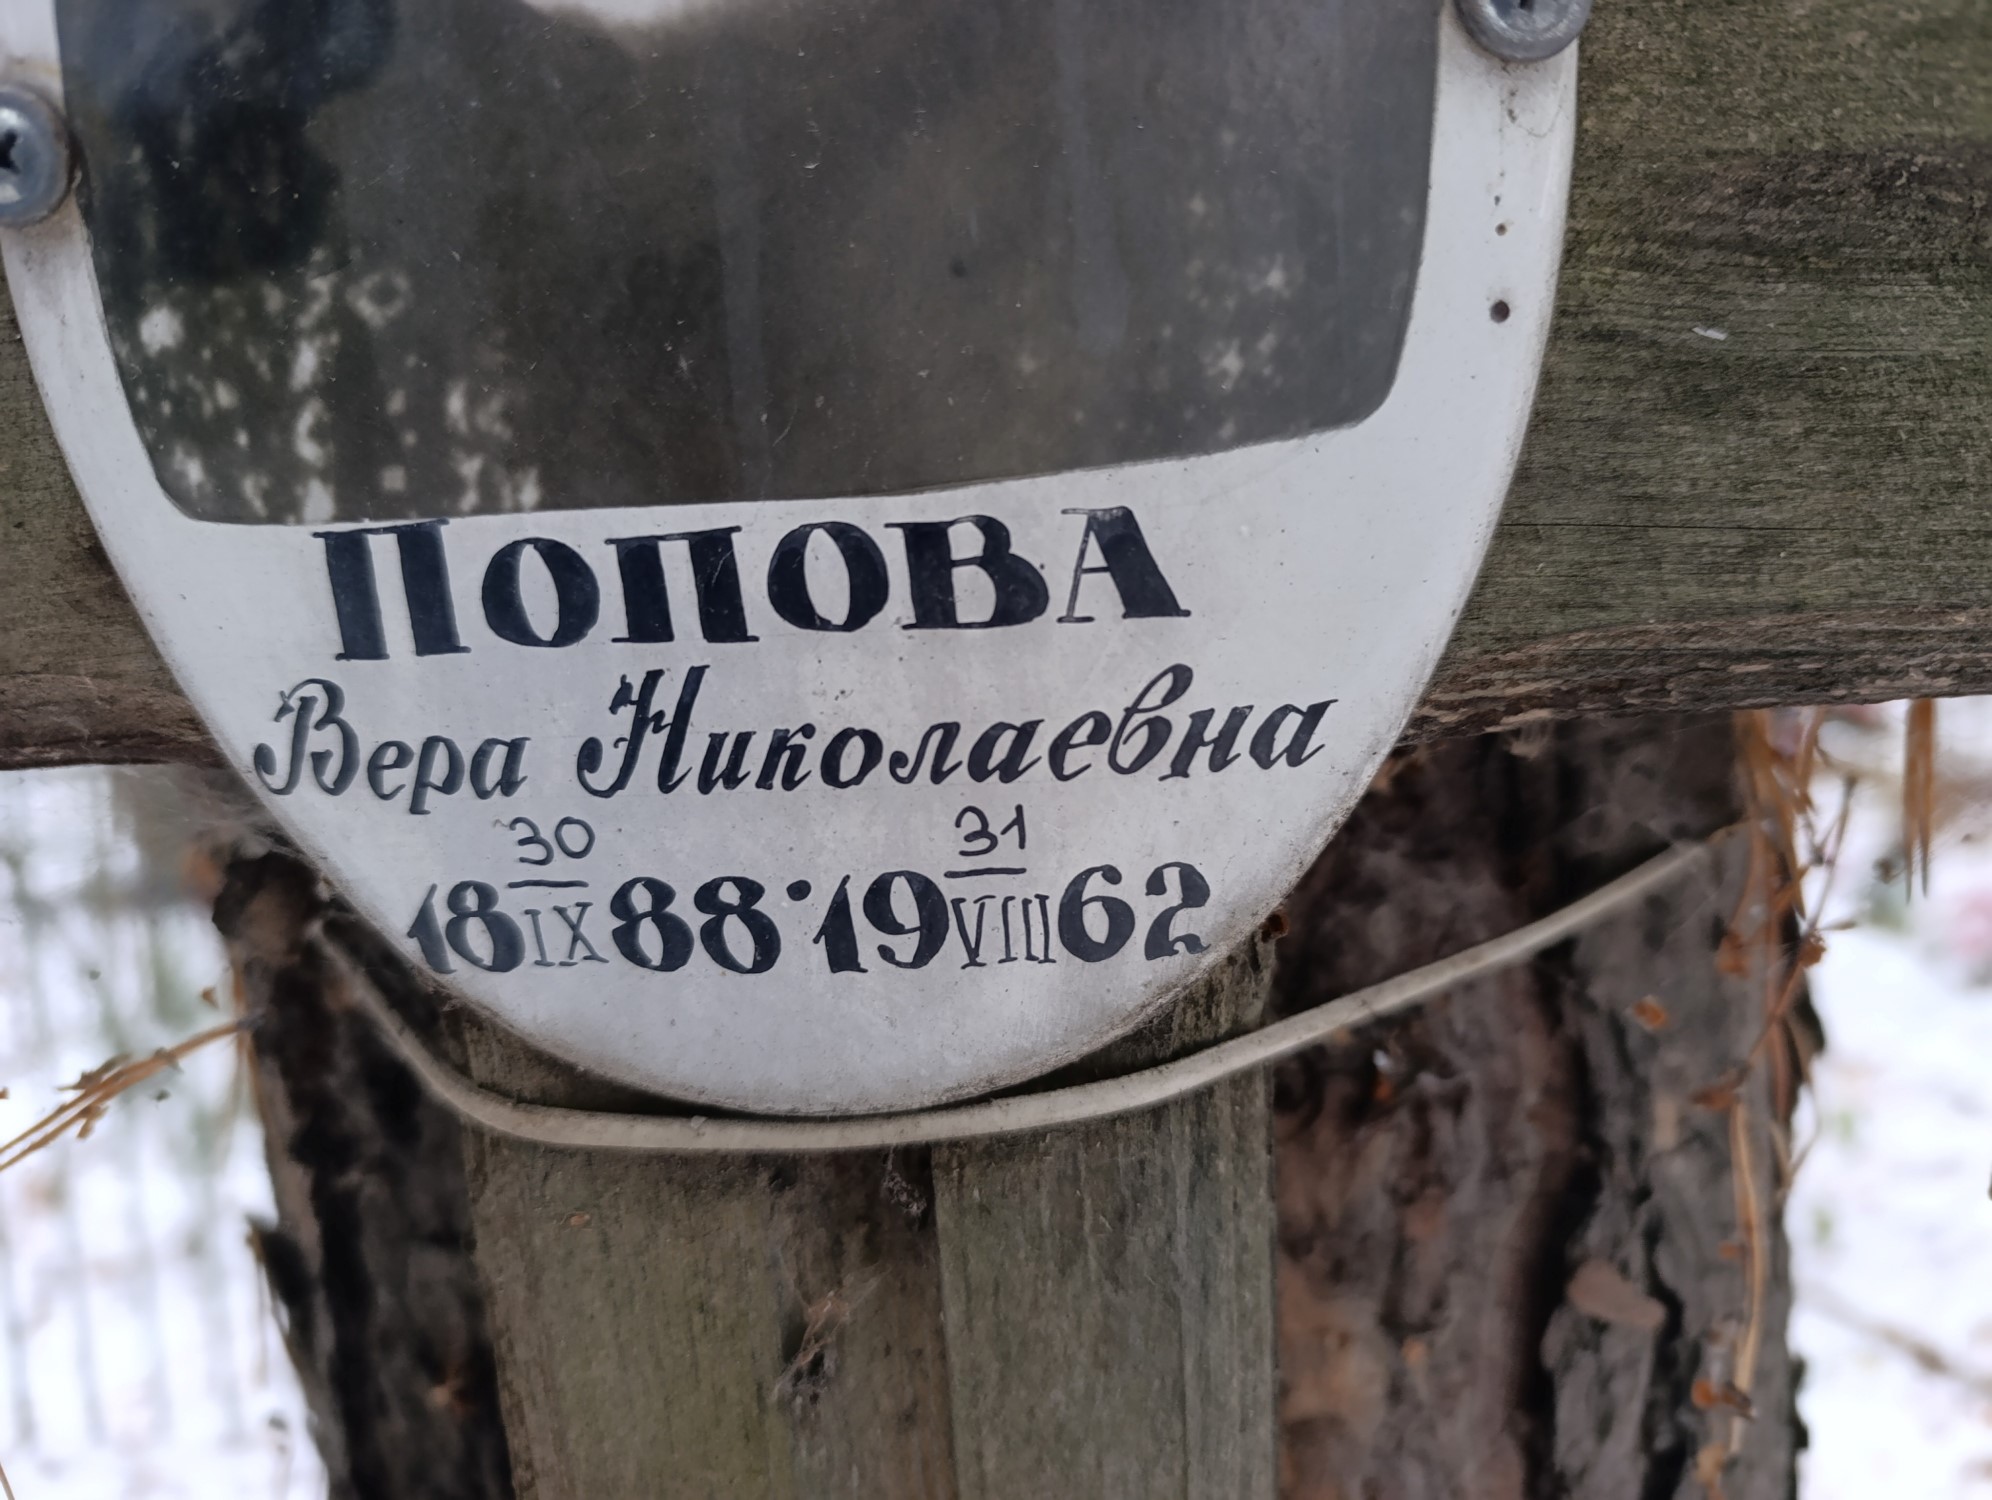 ПОПОВА
Вера Николаевна
30 31
18 IX 88 · 19 VIII 62